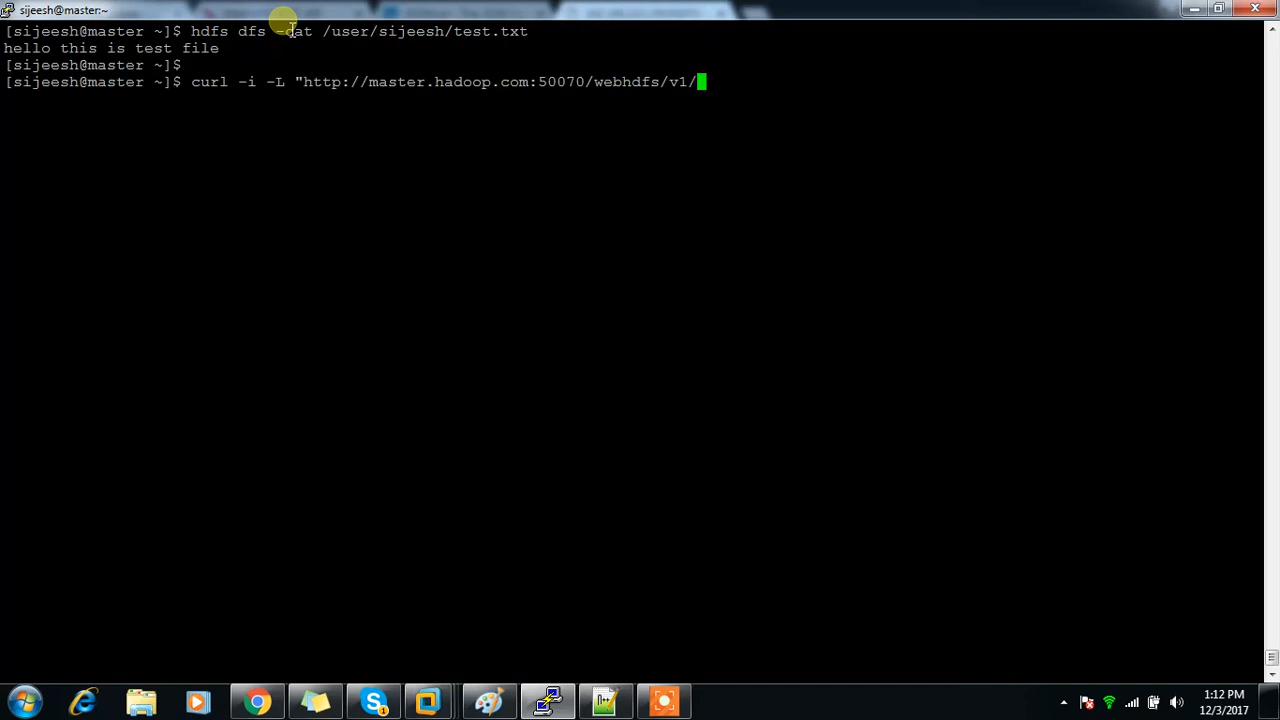 sijeesh@master:~
[sijeesh@master ~]$ hdfs dfs -cat /user/sijeesh/test.txt
hello this is test file
[sijeesh@master ~]$
[sijeesh@master ~]$ curl -i -L "http://master.hadoop.com:50070/webhdfs/v1/
1:12 PM
12/3/2017